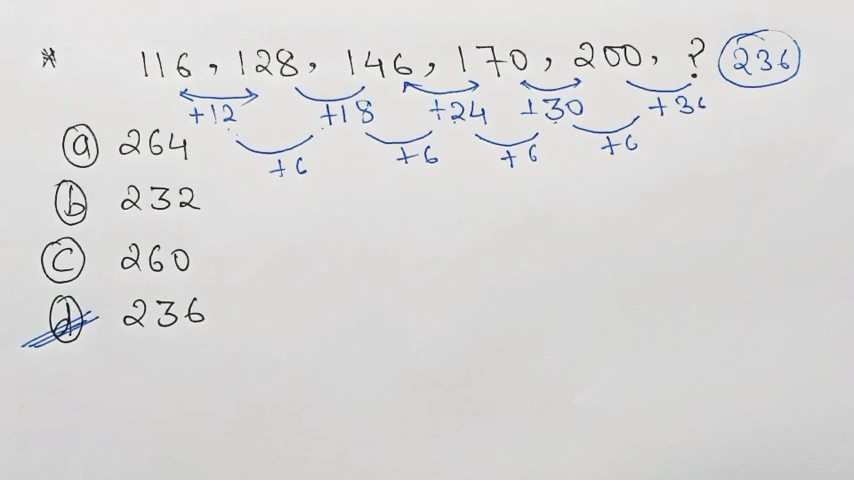 * 116, 128, 146, 170, 200, ? 236
+12 +18 +24 +30 +36
+6 +6 +6 +6
a 264
b 232
c 260
d 236